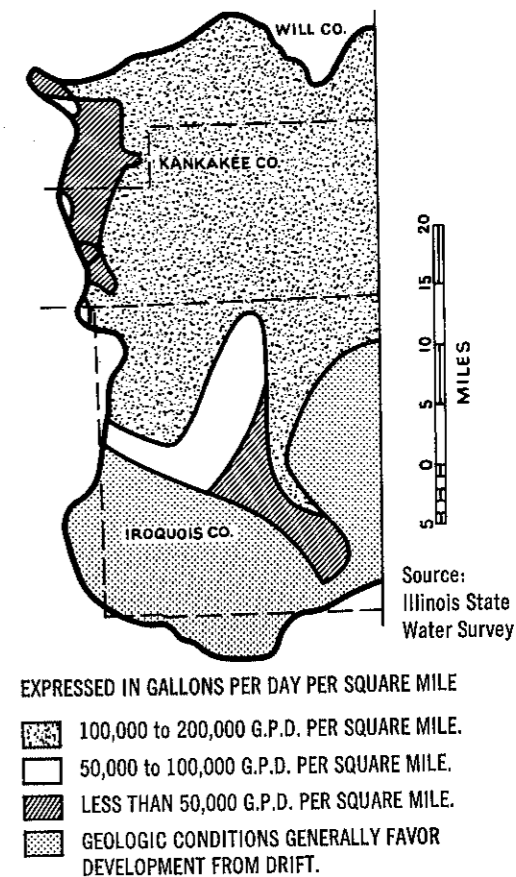 WILL CO.
KANKAKEE CO.
IROQUOIS CO.
20
15
10
5
0
5
MILES
Source:
Illinois State
Water Survey
EXPRESSED IN GALLONS PER DAY PER SQUARE MILE
100,000 to 200,000 G.P.D. PER SQUARE MILE.
50,000 to 100,000 G.P.D. PER SQUARE MILE.
LESS THAN 50,000 G.P.D. PER SQUARE MILE.
GEOLOGIC CONDITIONS GENERALLY FAVOR
DEVELOPMENT FROM DRIFT.